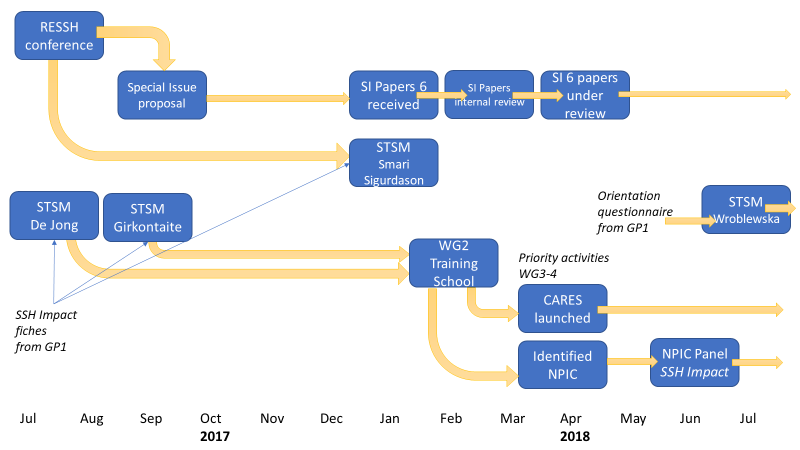 RESSH
conference
Special Issue
proposal
SI Papers 6
received
SI Papers
internal review
SI 6 papers
under
review
STSM
Smari
Sigurdason
STSM
De Jong
STSM
Girkontaite
Orientation
questionnaire
from GP1
STSM
Wroblewska
WG2
Training
School
Priority activities
WG3-4
SSH Impact
fiches
from GP1
CARES
launched
Identified
NPIC
NPIC Panel
SSH Impact
Jul Aug Sep Oct Nov Dec Jan Feb Mar Apr May Jun Jul
2017 2018